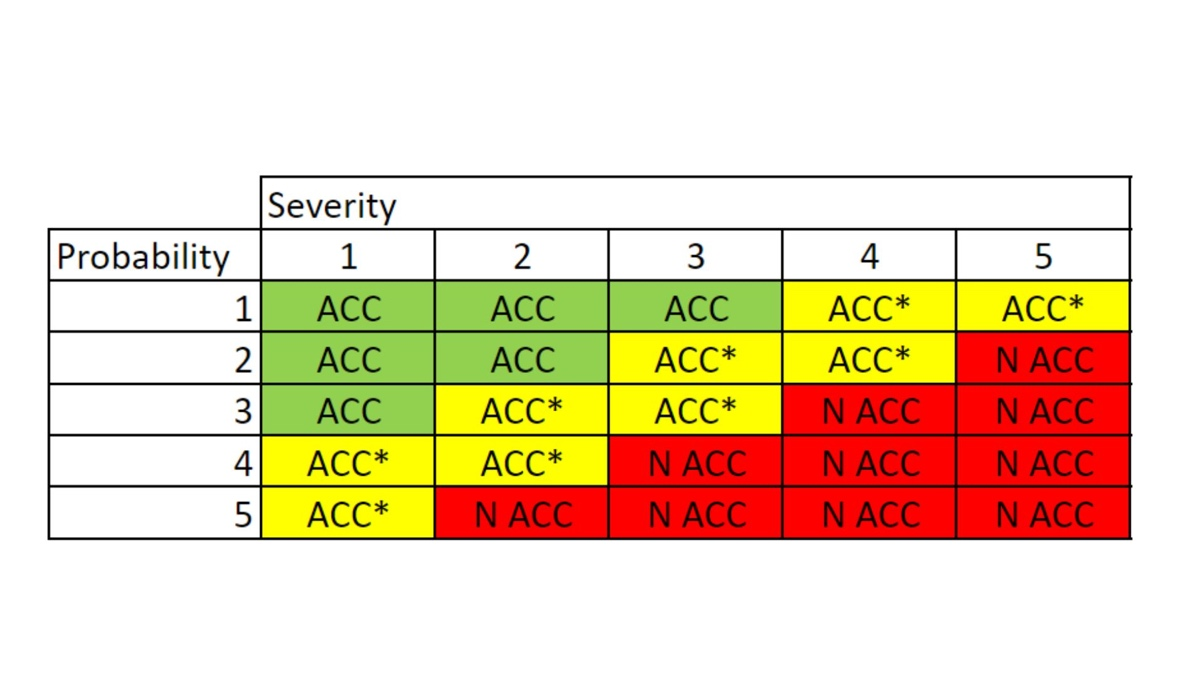 Severity
Probability 1 2 3 4 5
1 ACC ACC ACC ACC* ACC*
2 ACC ACC ACC* ACC* N ACC
3 ACC ACC* ACC* N ACC N ACC
4 ACC* ACC* N ACC N ACC N ACC
5 ACC* N ACC N ACC N ACC N ACC